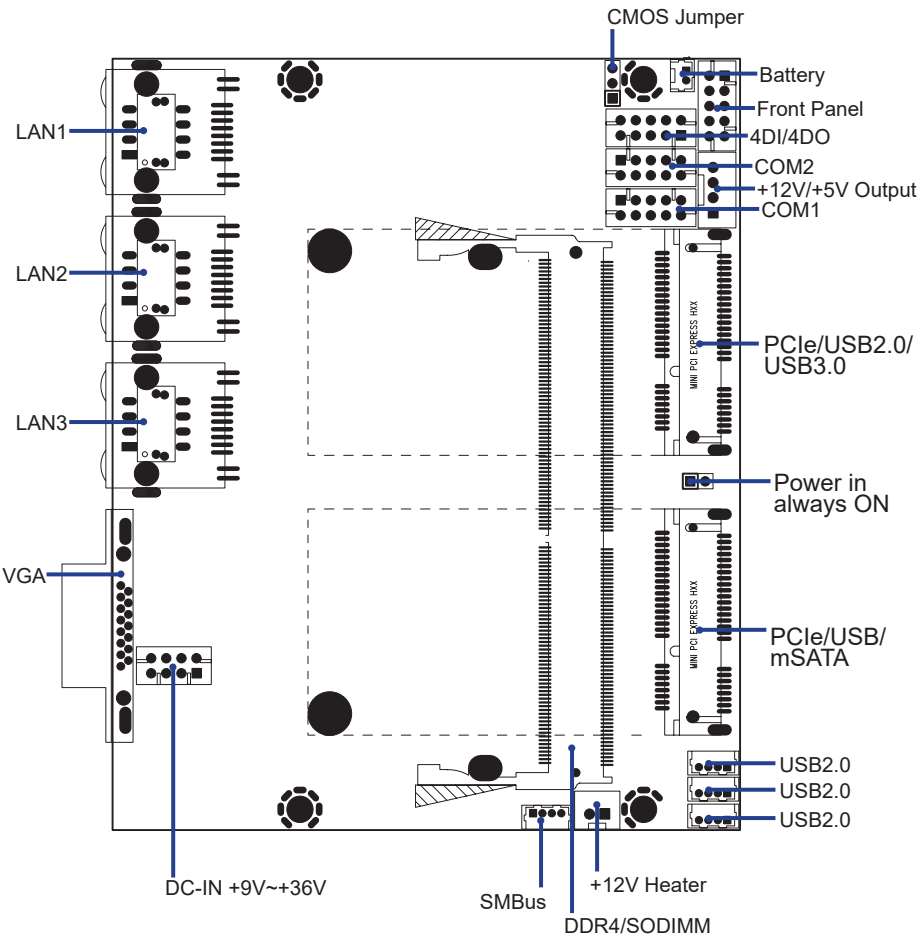 CMOS Jumper
Battery
Front Panel
4DI/4DO
COM2
+12V/+5V Output
COM1
LAN1
LAN2
LAN3
VGA
MINI PCI EXPRESS HXX
PCIe/USB2.0/
USB3.0
Power in
always ON
MINI PCI EXPRESS HXX
PCIe/USB/
mSATA
USB2.0
USB2.0
USB2.0
DC-IN +9V~+36V
SMBus
+12V Heater
DDR4/SODIMM